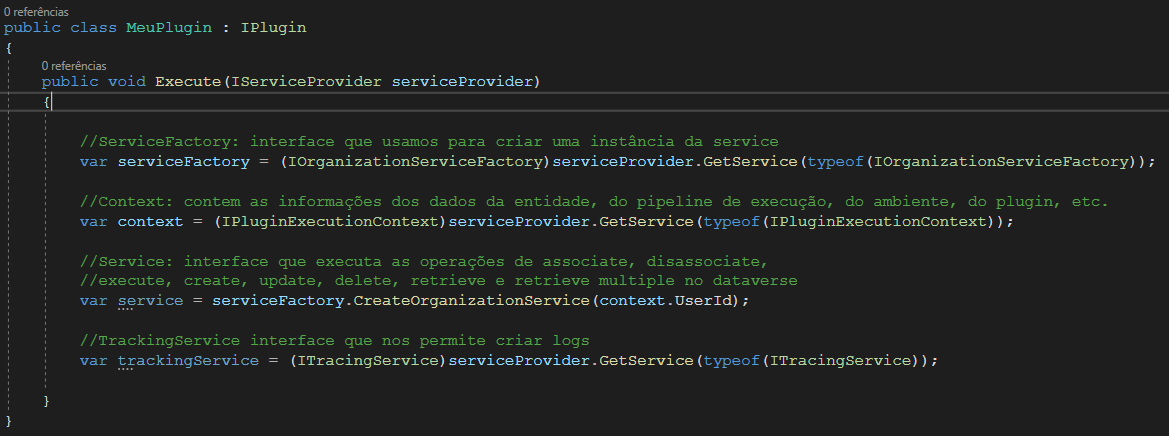 0 referências
public class MeuPlugin : IPlugin
{
0 referências
public void Execute(IServiceProvider serviceProvider)
{
//ServiceFactory: interface que usamos para criar uma instância da service
var serviceFactory = (IOrganizationServiceFactory)serviceProvider.GetService(typeof(IOrganizationServiceFactory));
//Context: contem as informações dos dados da entidade, do pipeline de execução, do ambiente, do plugin, etc.
var context = (IPluginExecutionContext)serviceProvider.GetService(typeof(IPluginExecutionContext));
//Service: interface que executa as operações de associate, disassociate,
//execute, create, update, delete, retrieve e retrieve multiple no dataverse
var service = serviceFactory.CreateOrganizationService(context.UserId);
//TrackingService interface que nos permite criar logs
var trackingService = (ITracingService)serviceProvider.GetService(typeof(ITracingService));
}
}